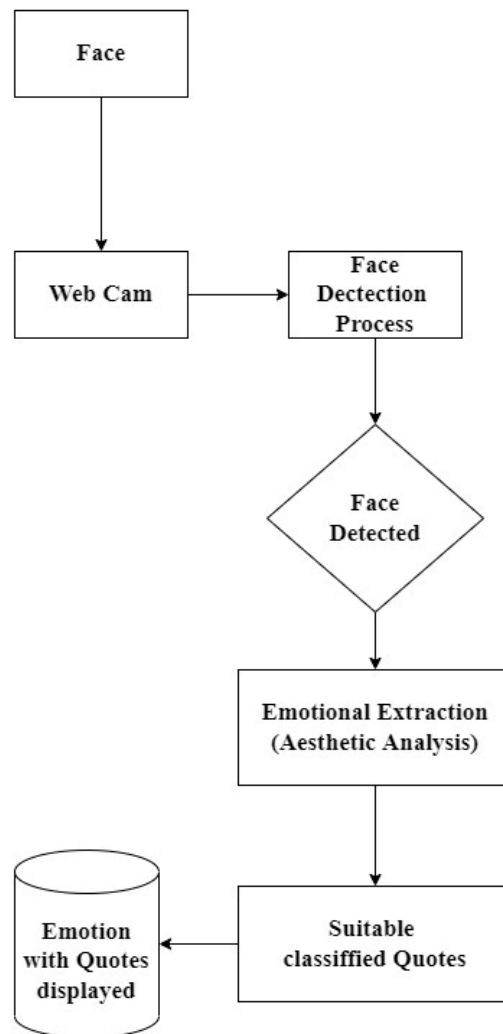 Face
Web Cam
Face
Dectection
Process
Face
Detected
Emotional Extraction
(Aesthetic Analysis)
Suitable
classiffied Quotes
Emotion
with Quotes
displayed